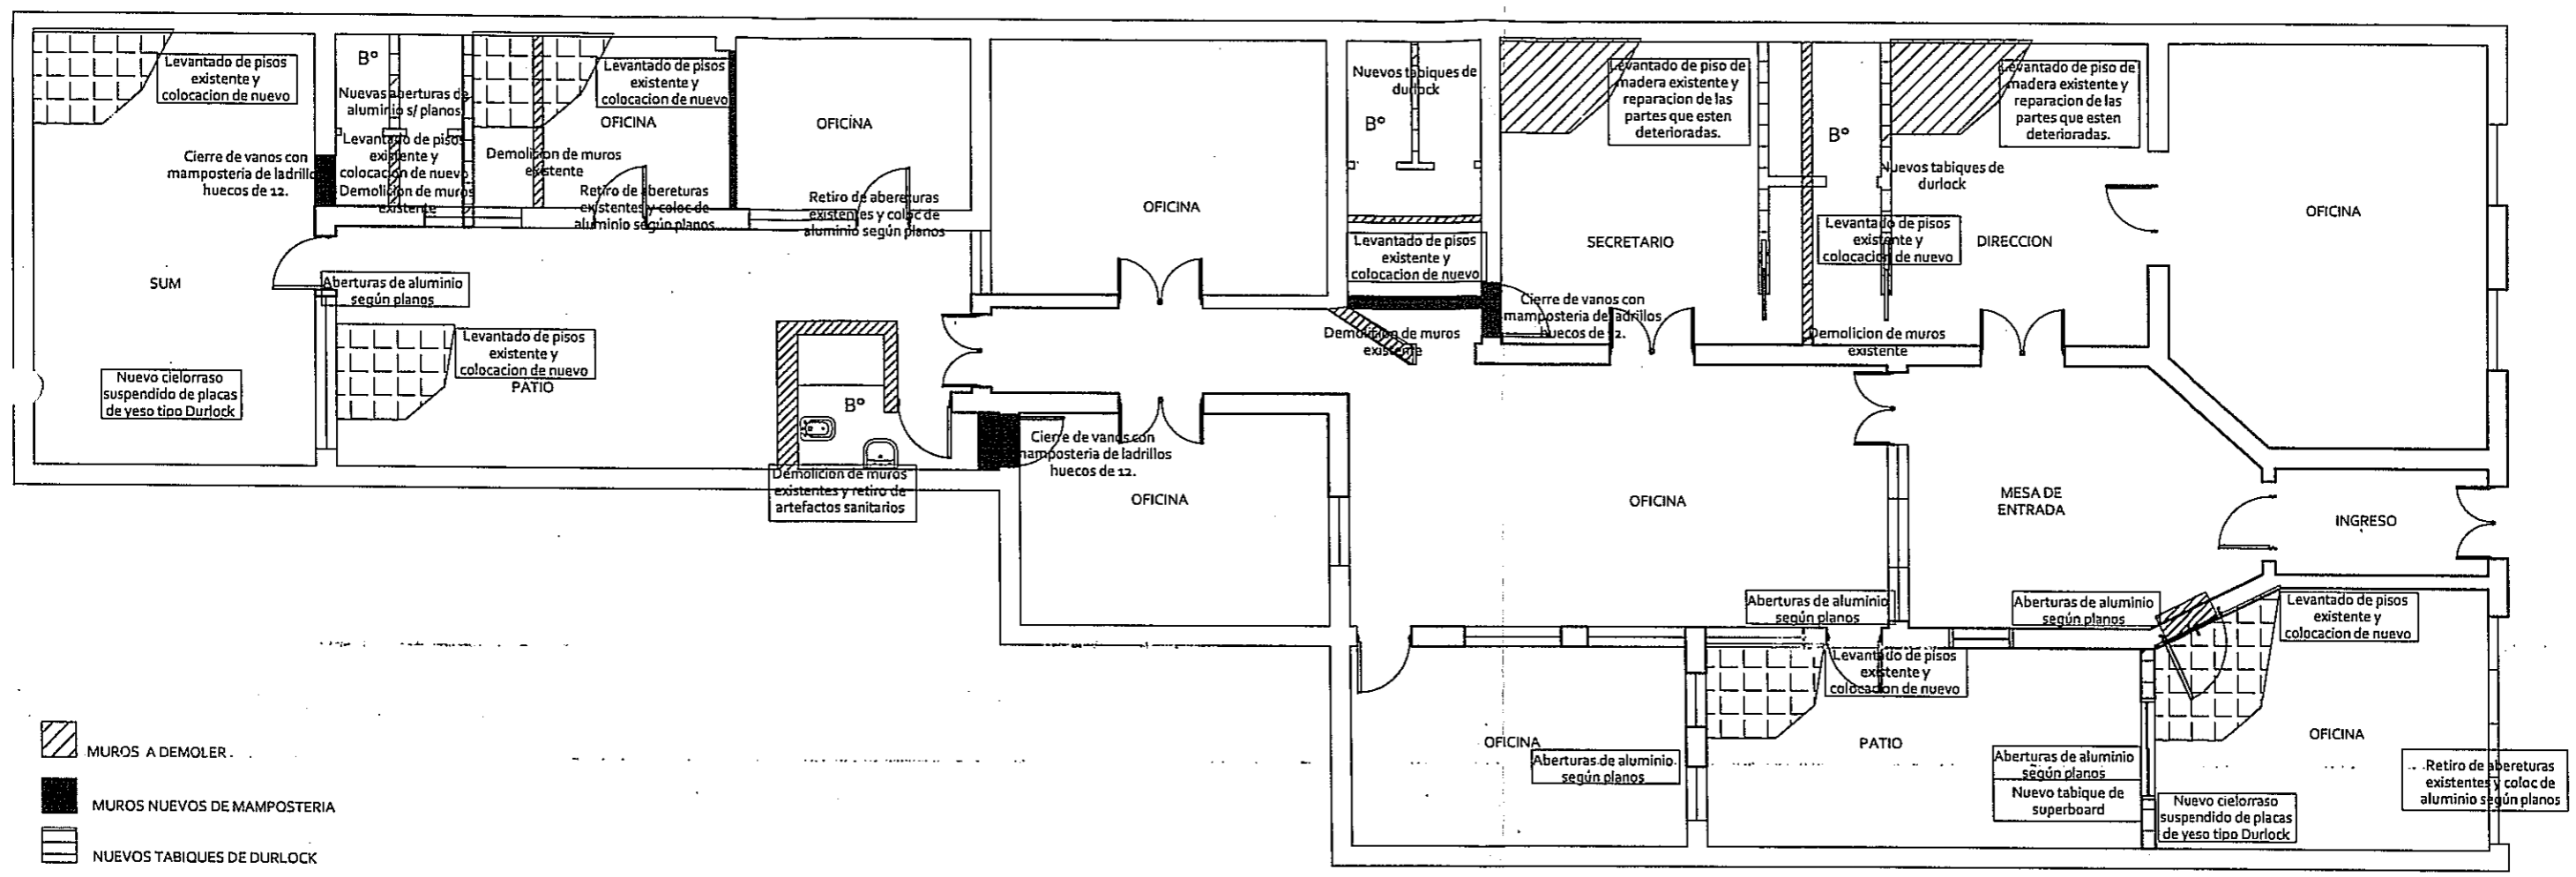 Levantado de pisos
existente y
colocacion de nuevo
Cierre de vanos con
mamposteria de ladrillo
huecos de 12.
SUM
Nuevo cielorraso
suspendido de placas
de yeso tipo Durlock
B°
Nuevas aberturas de
aluminio s/ planos
Levantado de pisos
existente y
colocacion de nuevo
Demolicion de muros
existente
Levantado de pisos
existente y
colocacion de nuevo
OFICINA
Demolicion de muros
existente
Retiro de abereturas
existentes y coloc de
aluminio según planos
OFICINA
Retiro de abereturas
existentes y coloc de
aluminio según planos
Aberturas de aluminio
según planos
Levantado de pisos
existente y
colocacion de nuevo
PATIO
B°
Demolicion de muros
existentes y retiro de
artefactos sanitarios
OFICINA
Cierre de vanos con
mamposteria de ladrillos
huecos de 12.
OFICINA
Nuevos tabiques de
durlock
B°
Levantado de pisos
existente y
colocacion de nuevo
Demolicion de muros
existente
Cierre de vanos con
mamposteria de ladrillos
huecos de 12.
Levantado de piso de
madera existente y
reparacion de las
partes que esten
deterioradas.
SECRETARIO
B°
Levantado de pisos
existente y
colocacion de nuevo
Demolicion de muros
existente
Levantado de piso de
madera existente y
reparacion de las
partes que esten
deterioradas.
Nuevos tabiques de
durlock
DIRECCION
OFICINA
OFICINA
MESA DE
ENTRADA
INGRESO
Aberturas de aluminio
según planos
Aberturas de aluminio
según planos
Levantado de pisos
existente y
colocacion de nuevo
Levantado de pisos
existente y
colocacion de nuevo
OFICINA
Aberturas de aluminio
según planos
PATIO
Aberturas de aluminio
según planos
Nuevo tabique de
superboard
OFICINA
Nuevo cielorraso
suspendido de placas
de yeso tipo Durlock
Retiro de abereturas
existentes y coloc de
aluminio según planos
MUROS A DEMOLER
MUROS NUEVOS DE MAMPOSTERIA
NUEVOS TABIQUES DE DURLOCK